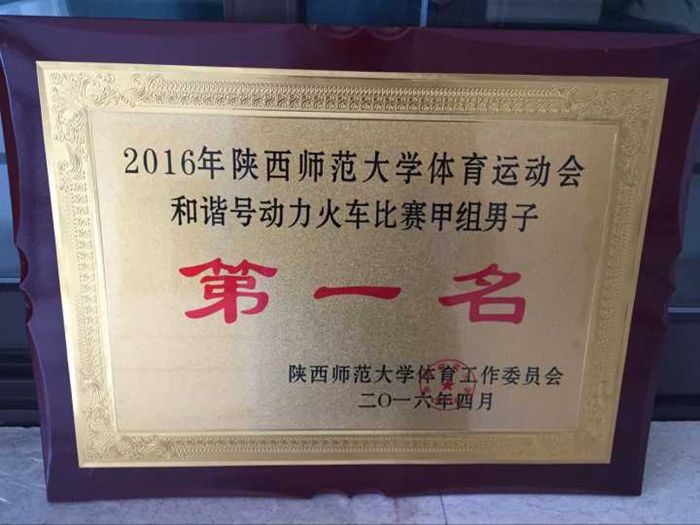 2016年陕西师范大学体育运动会
和谐号动力火车比赛甲组男子
第一名
陕西师范大学体育工作委员会
二〇一六年四月